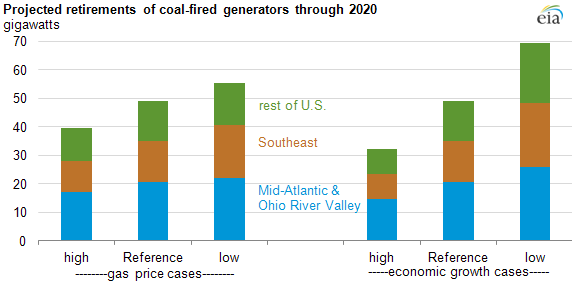 Projected retirements of coal-fired generators through 2020
gigawatts
eia
70
60
50
40
30
20
10
0
rest of U.S.
Southeast
Mid-Atlantic &
Ohio River Valley
high Reference low high Reference low
--------gas price cases-------- -----economic growth cases-----